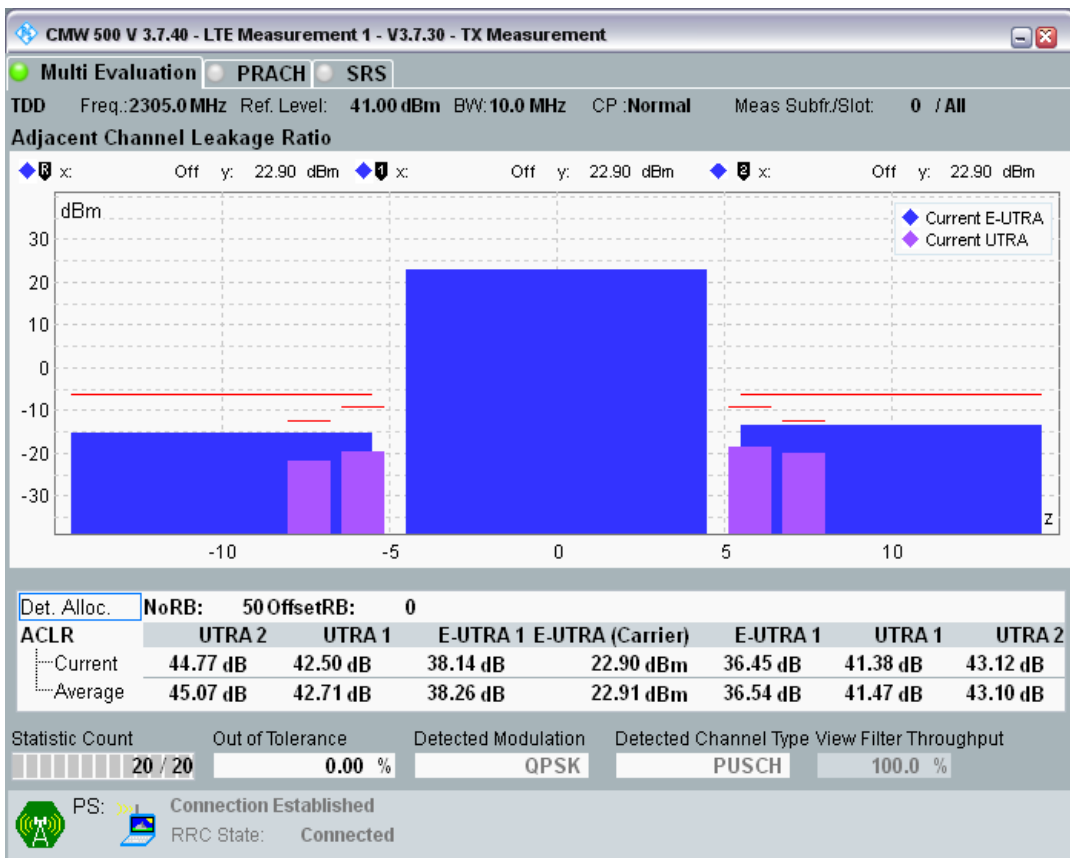 CMW 500 V 3.7.40 - LTE Measurement 1 - V3.7.30 - TX Measurement
Multi Evaluation PRACH SRS
TDD Freq.:2305.0 MHz Ref. Level: 41.00 dBm BW:10.0 MHz CP :Normal Meas Subfr./Slot: 0 / All
Adjacent Channel Leakage Ratio
R x: Off y: 22.90 dBm 1 x: Off y: 22.90 dBm 2 x: Off y: 22.90 dBm
dBm
Current E-UTRA
Current UTRA
30
20
10
0
-10
-20
-30
z
-10 -5 0 5 10
Det. Alloc. NoRB: 50 OffsetRB: 0
ACLR UTRA 2 UTRA 1 E-UTRA 1 E-UTRA (Carrier) E-UTRA 1 UTRA 1 UTRA 2
Current 44.77 dB 42.50 dB 38.14 dB 22.90 dBm 36.45 dB 41.38 dB 43.12 dB
Average 45.07 dB 42.71 dB 38.26 dB 22.91 dBm 36.54 dB 41.47 dB 43.10 dB
Statistic Count Out of Tolerance Detected Modulation Detected Channel Type View Filter Throughput
20 / 20 0.00 % QPSK PUSCH 100.0 %
PS: Connection Established
RRC State: Connected